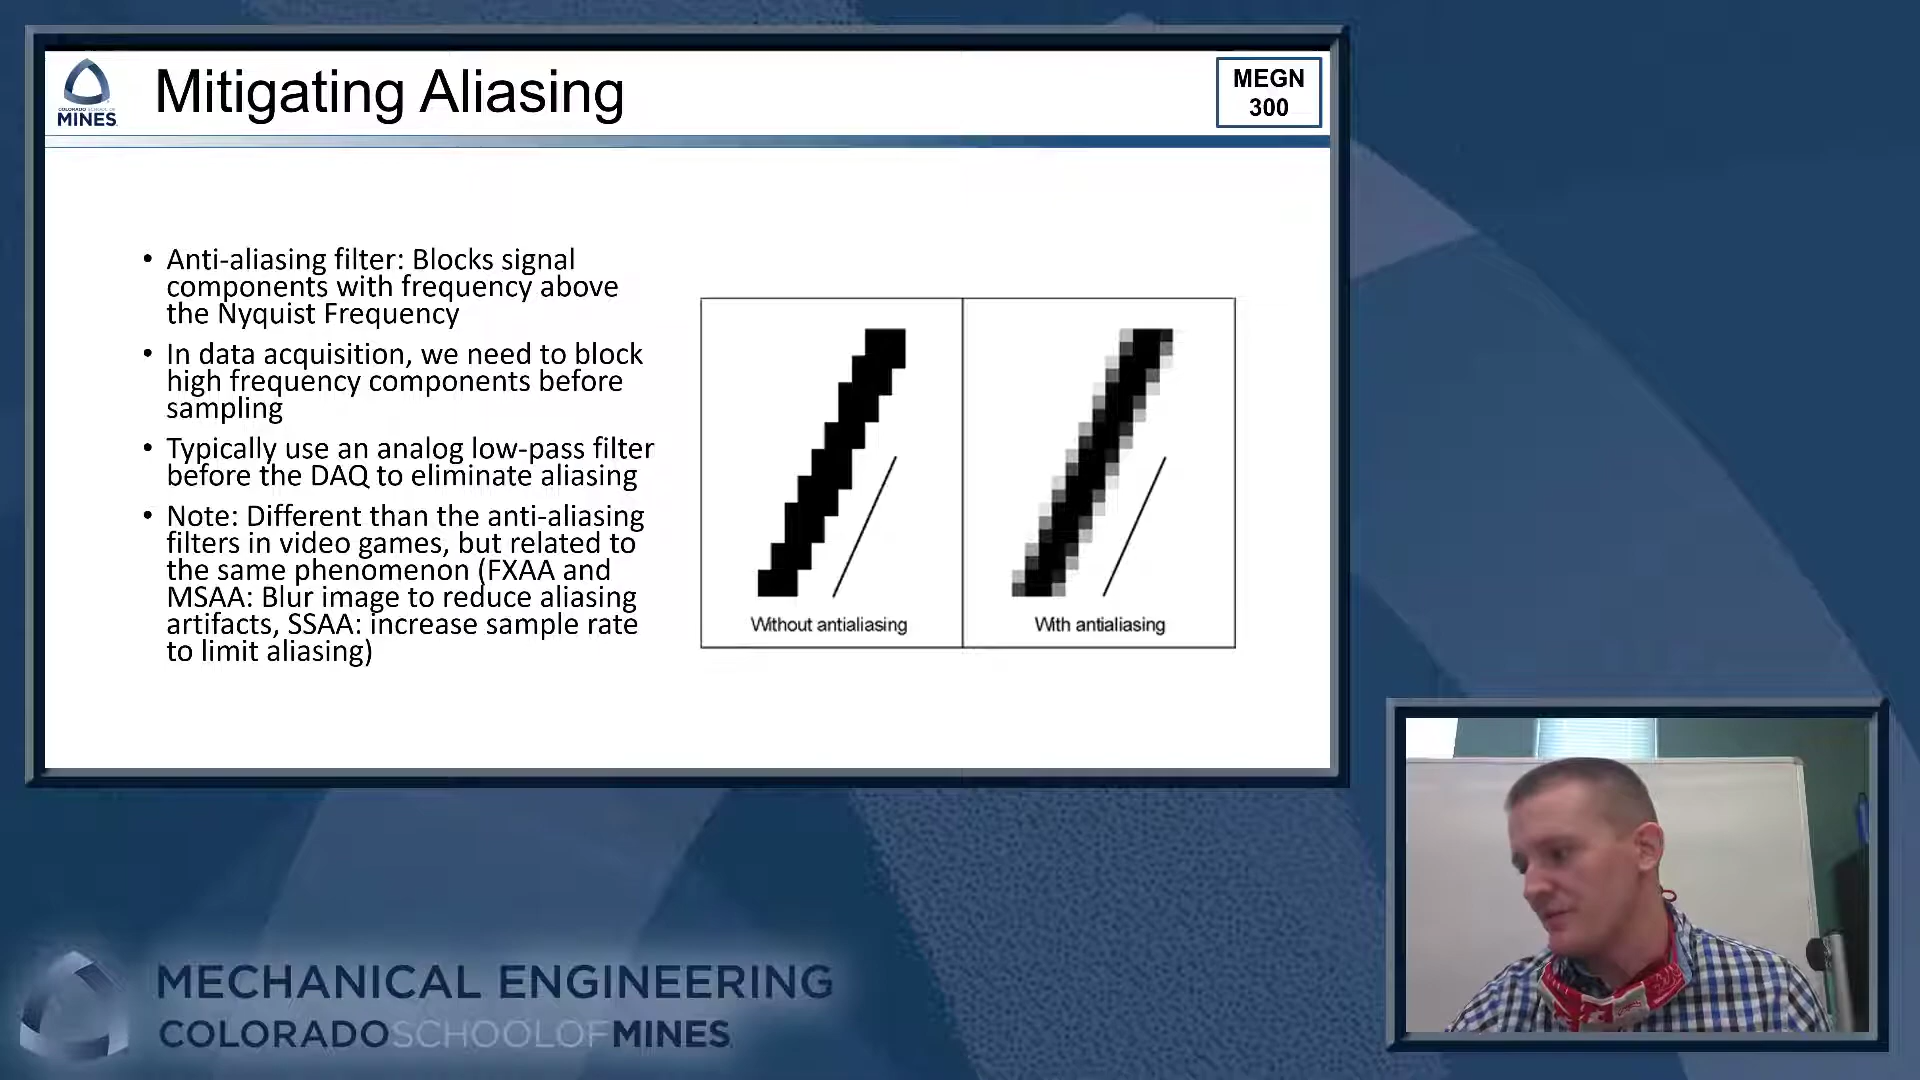 COLORADO SCHOOL OF
MINES
Mitigating Aliasing
MEGN
300
• Anti-aliasing filter: Blocks signal
components with frequency above
the Nyquist Frequency
• In data acquisition, we need to block
high frequency components before
sampling
• Typically use an analog low-pass filter
before the DAQ to eliminate aliasing
• Note: Different than the anti-aliasing
filters in video games, but related to
the same phenomenon (FXAA and
MSAA: Blur image to reduce aliasing
artifacts, SSAA: increase sample rate
to limit aliasing)
Without antialiasing
With antialiasing
MECHANICAL ENGINEERING
COLORADOSCHOOLOFMINES